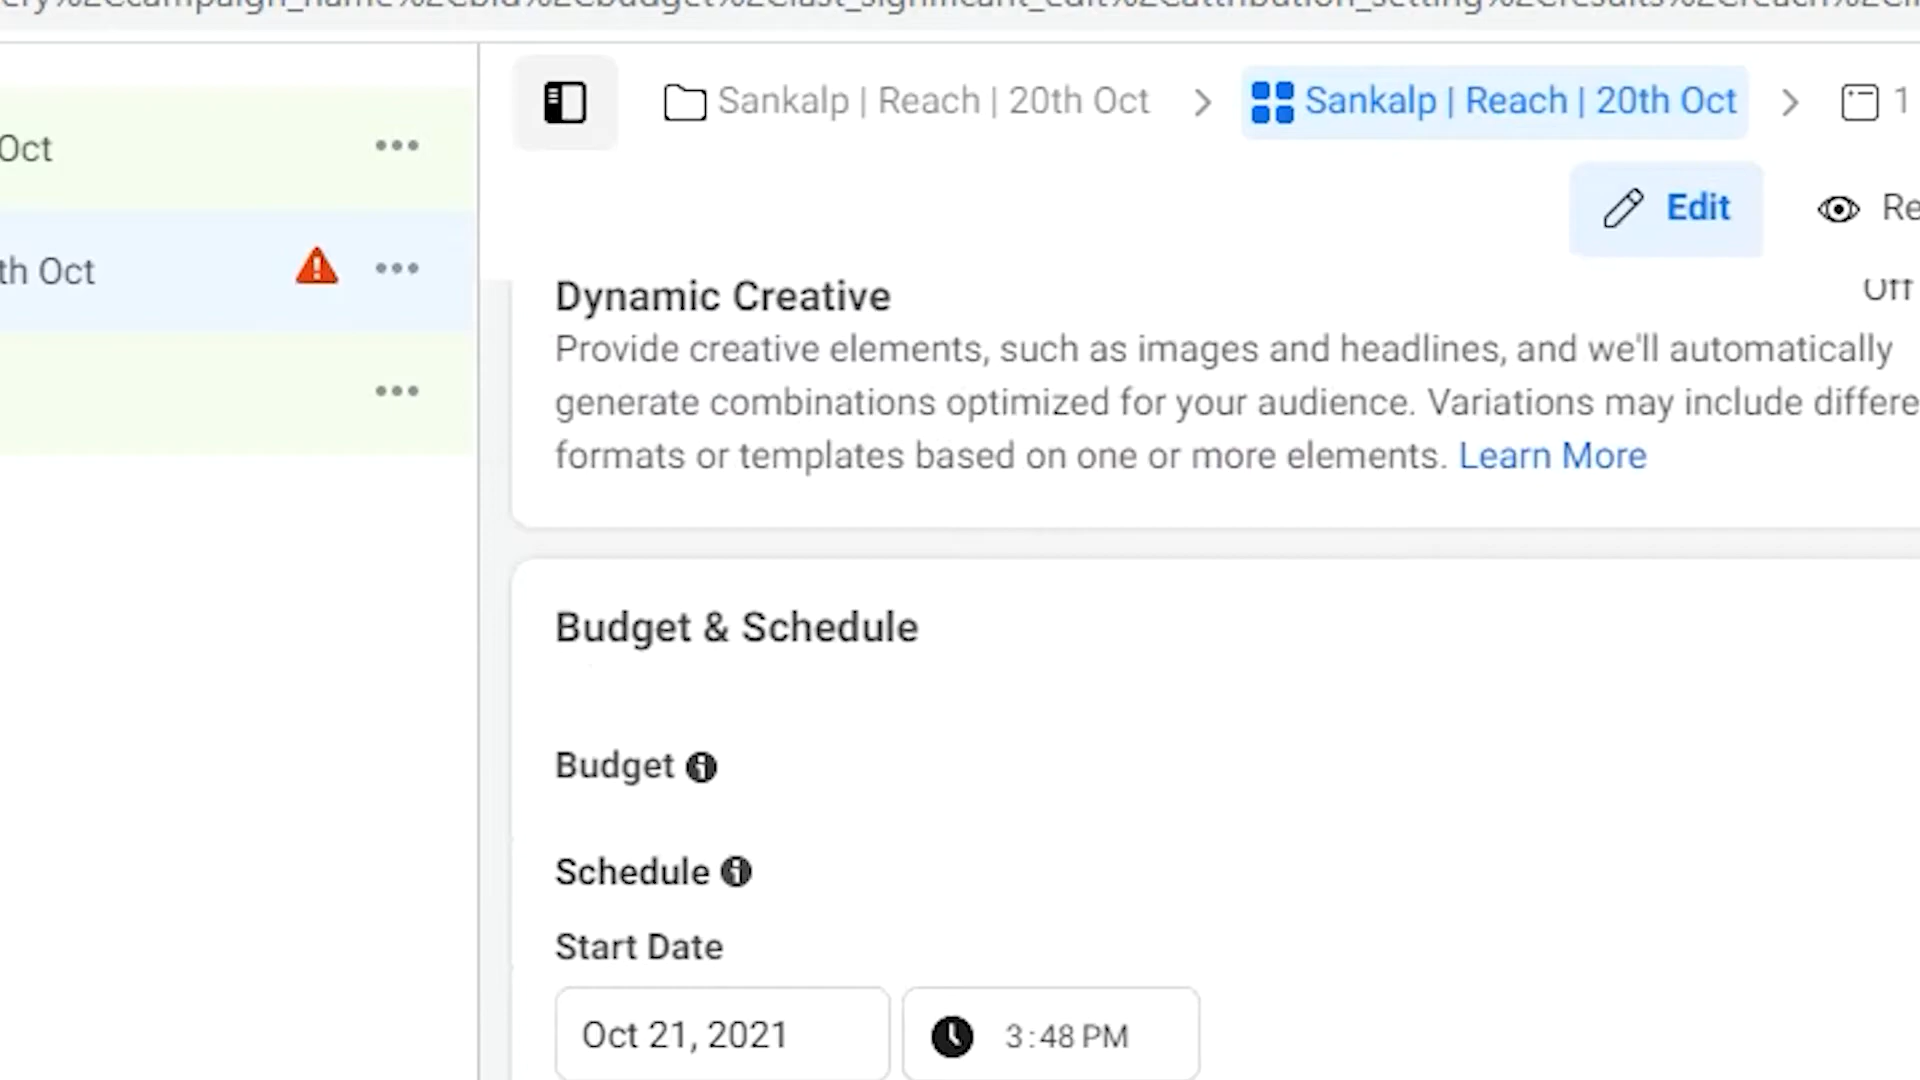 Sankalp | Reach | 20th Oct
Sankalp | Reach | 20th Oct
1
Oct
th Oct
Edit
Re
Off
Dynamic Creative
Provide creative elements, such as images and headlines, and we'll automatically
generate combinations optimized for your audience. Variations may include differe
formats or templates based on one or more elements. Learn More
Budget & Schedule
Budget
Schedule
Start Date
Oct 21, 2021
3:48 PM